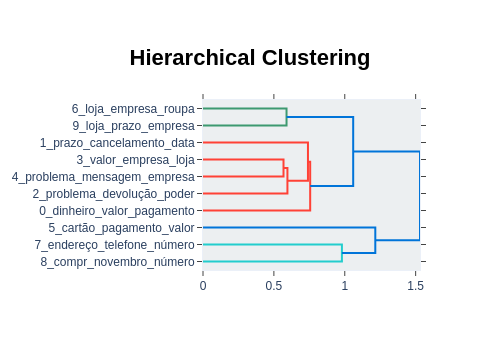 Hierarchical Clustering
6_loja_empresa_roupa
9_loja_prazo_empresa
1_prazo_cancelamento_data
3_valor_empresa_loja
4_problema_mensagem_empresa
2_problema_devolução_poder
0_dinheiro_valor_pagamento
5_cartão_pagamento_valor
7_endereço_telefone_número
8_compr_novembro_número
0 0.5 1 1.5